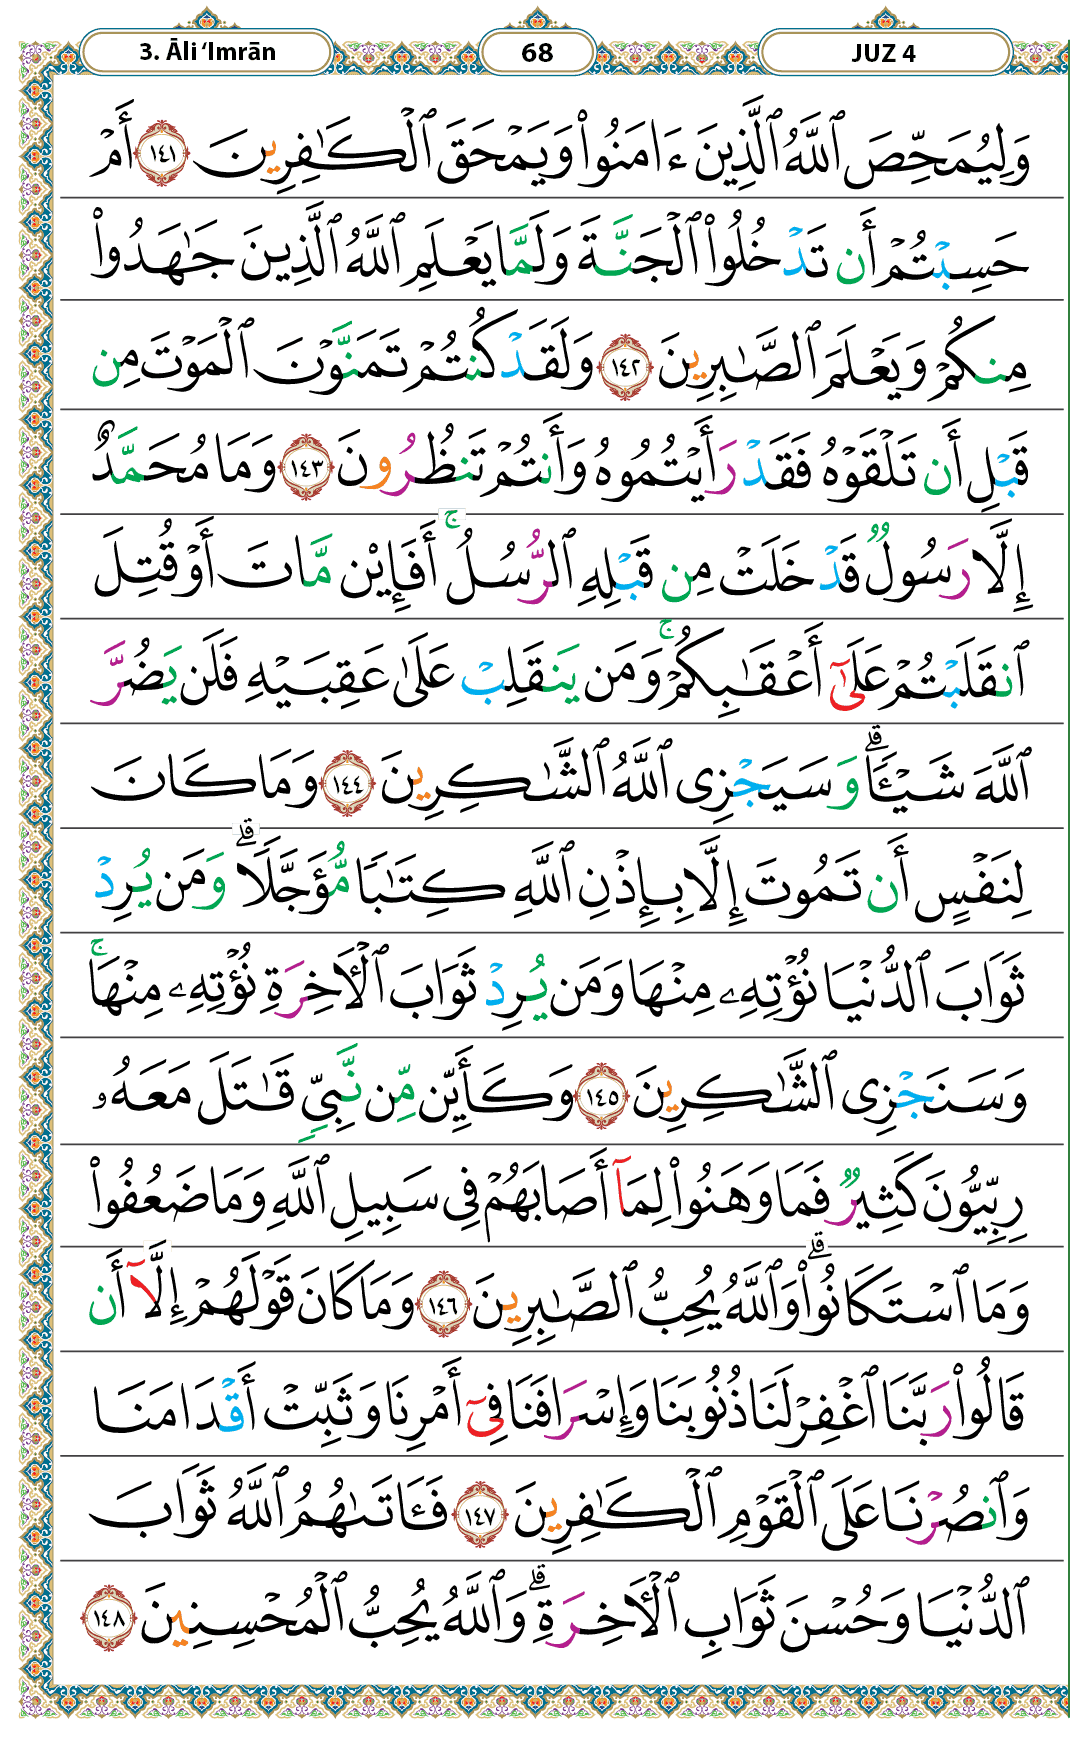 3. Āli ‘Imrān 68 JUZ 4
وَلِيُمَحِّصَ ٱللَّهُ ٱلَّذِينَ ءَامَنُوا۟ وَيَمْحَقَ ٱلْكَـٰفِرِينَ ١٤١ أَمْ
حَسِبْتُمْ أَن تَدْخُلُوا۟ ٱلْجَنَّةَ وَلَمَّا يَعْلَمِ ٱللَّهُ ٱلَّذِينَ جَـٰهَدُوا۟
مِنكُمْ وَيَعْلَمَ ٱلصَّـٰبِرِينَ ١٤٢ وَلَقَدْ كُنتُمْ تَمَنَّوْنَ ٱلْمَوْتَ مِن
قَبْلِ أَن تَلْقَوْهُ فَقَدْ رَأَيْتُمُوهُ وَأَنتُمْ تَنظُرُونَ ١٤٣ وَمَا مُحَمَّدٌ
إِلَّا رَسُولٌ قَدْ خَلَتْ مِن قَبْلِهِ ٱلرُّسُلُ ۚ أَفَإِي۟ن مَّاتَ أَوْ قُتِلَ
ٱنقَلَبْتُمْ عَلَىٰٓ أَعْقَـٰبِكُمْ ۚ وَمَن يَنقَلِبْ عَلَىٰ عَقِبَيْهِ فَلَن يَضُرَّ
ٱللَّهَ شَيْـًٔا ۗ وَسَيَجْزِى ٱللَّهُ ٱلشَّـٰكِرِينَ ١٤٤ وَمَا كَانَ
لِنَفْسٍ أَن تَمُوتَ إِلَّا بِإِذْنِ ٱللَّهِ كِتَـٰبًا مُّؤَجَّلًا ۗ وَمَن يُرِدْ
ثَوَابَ ٱلدُّنْيَا نُؤْتِهِۦ مِنْهَا وَمَن يُرِدْ ثَوَابَ ٱلْـَٔاخِرَةِ نُؤْتِهِۦ مِنْهَا ۚ
وَسَنَجْزِى ٱلشَّـٰكِرِينَ ١٤٥ وَكَأَيِّن مِّن نَّبِىٍّ قَـٰتَلَ مَعَهُۥ
رِبِّيُّونَ كَثِيرٌ فَمَا وَهَنُوا۟ لِمَآ أَصَابَهُمْ فِى سَبِيلِ ٱللَّهِ وَمَا ضَعُفُوا۟
وَمَا ٱسْتَكَانُوا۟ ۗ وَٱللَّهُ يُحِبُّ ٱلصَّـٰبِرِينَ ١٤٦ وَمَا كَانَ قَوْلَهُمْ إِلَّآ أَن
قَالُوا۟ رَبَّنَا ٱغْفِرْ لَنَا ذُنُوبَنَا وَإِسْرَافَنَا فِىٓ أَمْرِنَا وَثَبِّتْ أَقْدَامَنَا
وَٱنصُرْنَا عَلَى ٱلْقَوْمِ ٱلْكَـٰفِرِينَ ١٤٧ فَـَٔاتَىٰهُمُ ٱللَّهُ ثَوَابَ
ٱلدُّنْيَا وَحُسْنَ ثَوَابِ ٱلْـَٔاخِرَةِ ۗ وَٱللَّهُ يُحِبُّ ٱلْمُحْسِنِينَ ١٤٨